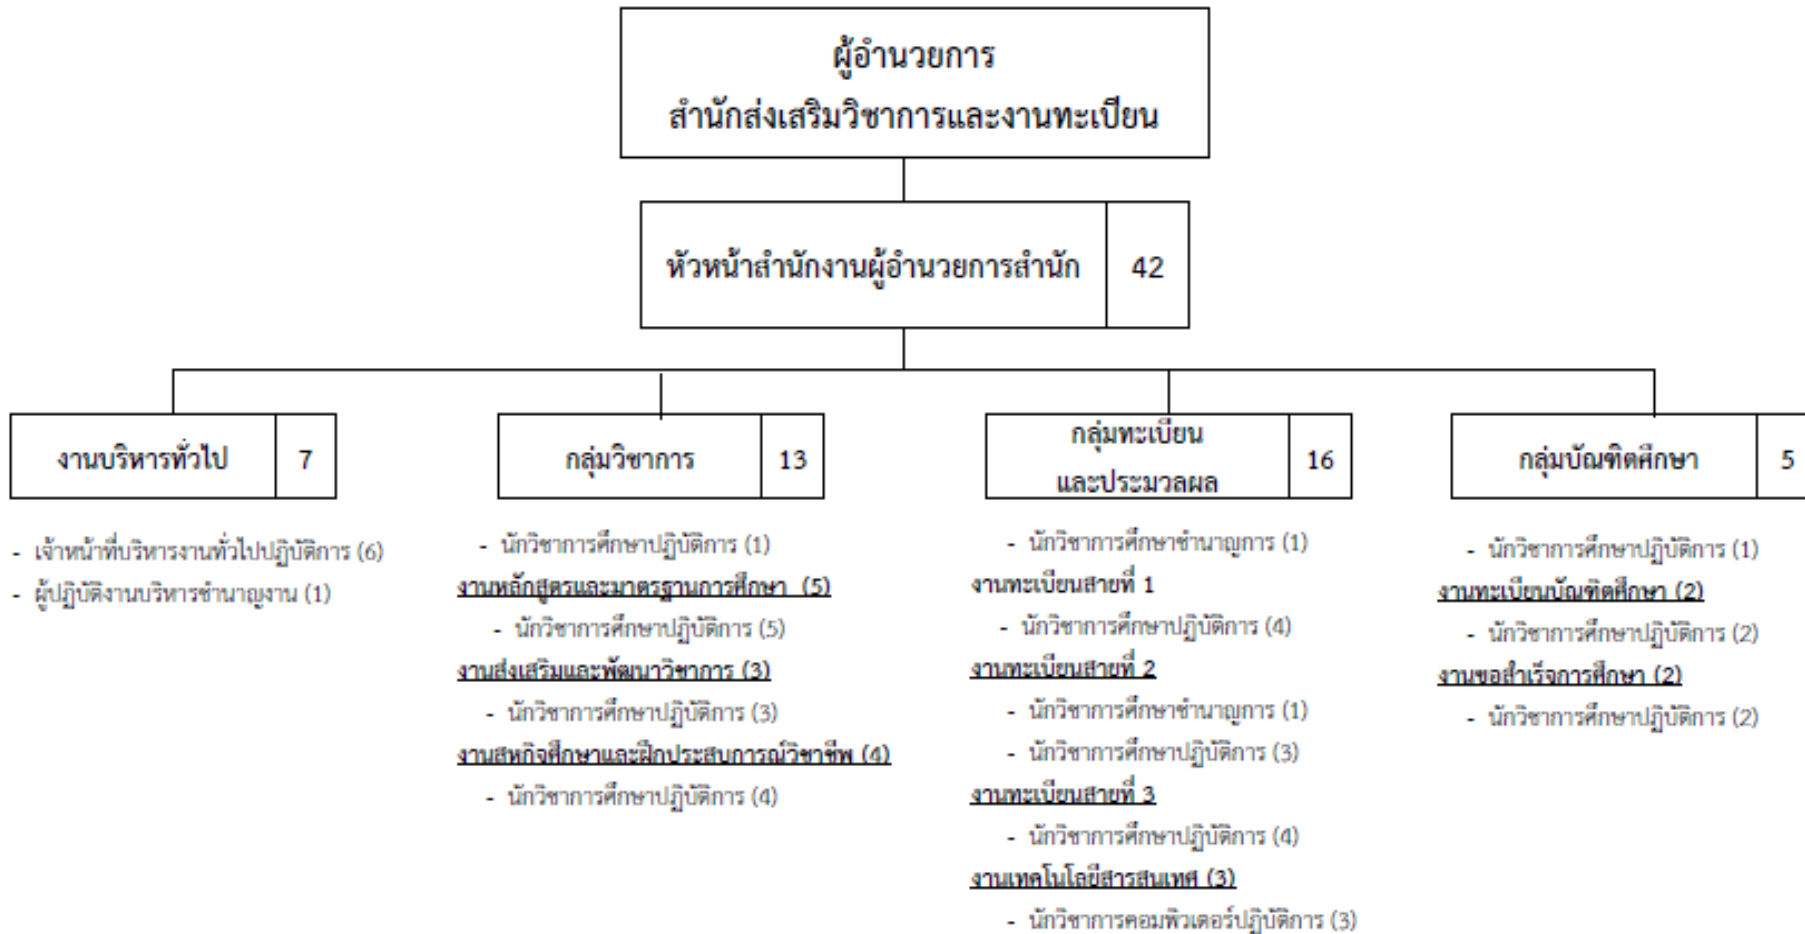 ผู้อำนวยการ
สำนักส่งเสริมวิชาการและงานทะเบียน
หัวหน้าสำนักงานผู้อำนวยการสำนัก 42
งานบริหารทั่วไป 7
- เจ้าหน้าที่บริหารงานทั่วไปปฏิบัติการ (6)
- ผู้ปฏิบัติงานบริหารชำนาญงาน (1)
กลุ่มวิชาการ 13
- นักวิชาการศึกษาปฏิบัติการ (1)
งานหลักสูตรและมาตรฐานการศึกษา (5)
- นักวิชาการศึกษาปฏิบัติการ (5)
งานส่งเสริมและพัฒนาวิชาการ (3)
- นักวิชาการศึกษาปฏิบัติการ (3)
งานสหกิจศึกษาและฝึกประสบการณ์วิชาชีพ (4)
- นักวิชาการศึกษาปฏิบัติการ (4)
กลุ่มทะเบียน
และประมวลผล 16
- นักวิชาการศึกษาชำนาญการ (1)
งานทะเบียนสายที่ 1
- นักวิชาการศึกษาปฏิบัติการ (4)
งานทะเบียนสายที่ 2
- นักวิชาการศึกษาชำนาญการ (1)
- นักวิชาการศึกษาปฏิบัติการ (3)
งานทะเบียนสายที่ 3
- นักวิชาการศึกษาปฏิบัติการ (4)
งานเทคโนโลยีสารสนเทศ (3)
- นักวิชาการคอมพิวเตอร์ปฏิบัติการ (3)
กลุ่มบัณฑิตศึกษา 5
- นักวิชาการศึกษาปฏิบัติการ (1)
งานทะเบียนบัณฑิตศึกษา (2)
- นักวิชาการศึกษาปฏิบัติการ (2)
งานขอสำเร็จการศึกษา (2)
- นักวิชาการศึกษาปฏิบัติการ (2)